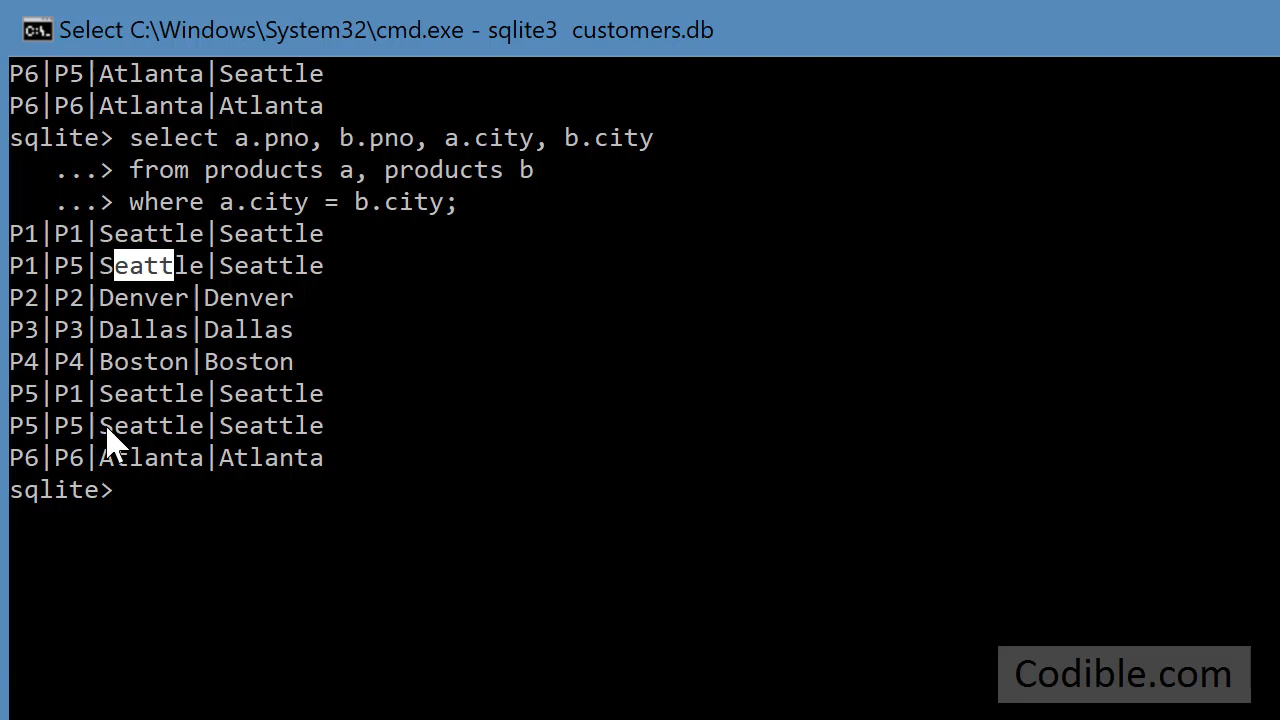 Select C:\Windows\System32\cmd.exe - sqlite3  customers.db
P6|P5|Atlanta|Seattle
P6|P6|Atlanta|Atlanta
sqlite> select a.pno, b.pno, a.city, b.city
   ...> from products a, products b
   ...> where a.city = b.city;
P1|P1|Seattle|Seattle
P1|P5|Seattle|Seattle
P2|P2|Denver|Denver
P3|P3|Dallas|Dallas
P4|P4|Boston|Boston
P5|P1|Seattle|Seattle
P5|P5|Seattle|Seattle
P6|P6|Atlanta|Atlanta
sqlite>
Codible.com